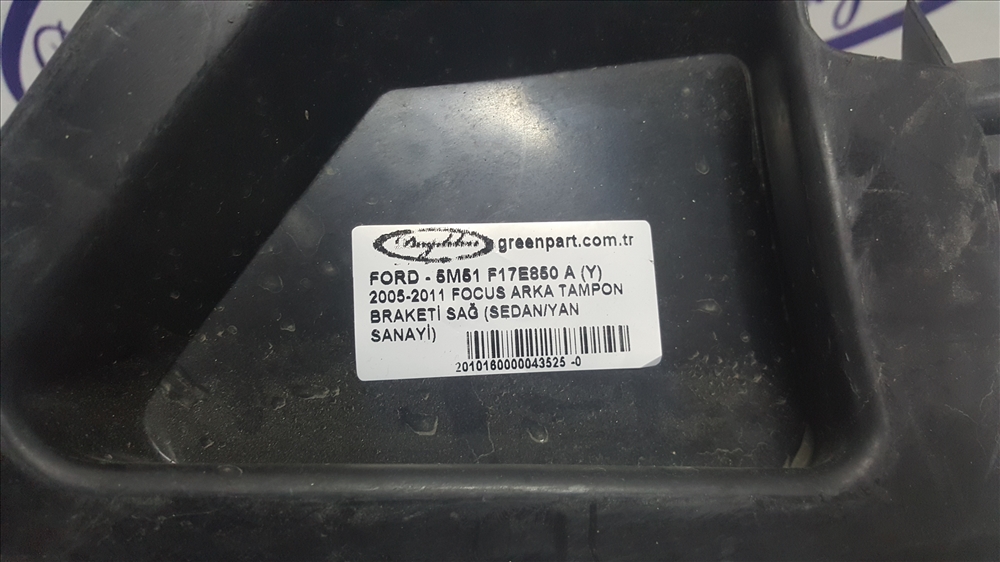 greenpart.com.tr
FORD - 5M51 F17E850 A (Y)
2005-2011 FOCUS ARKA TAMPON
BRAKETİ SAĞ (SEDAN/YAN
SANAYİ)
2010160000043525 -0